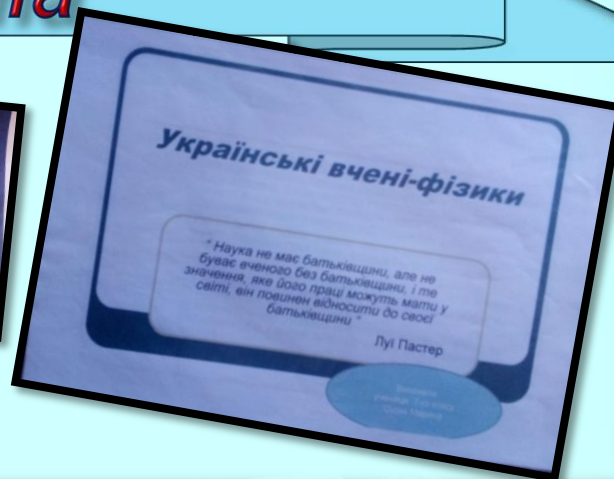 та
Українські вчені-фізики
" Наука не має батьківщини, але не
буває вченого без батьківщини, і те
значення, яке його праці можуть мати у
світі, він повинен відносити до своєї
батьківщини "
Луї Пастер